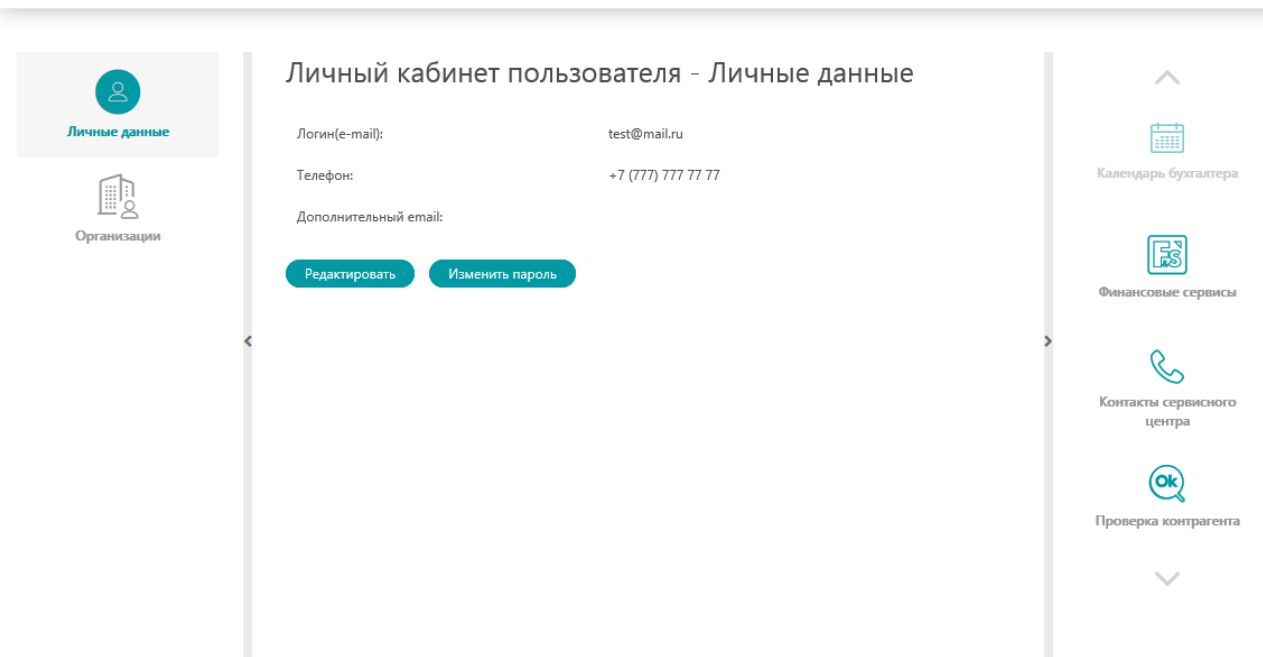 Личные данные
Организации
Личный кабинет пользователя - Личные данные
Логин(e-mail): test@mail.ru
Телефон: +7 (777) 777 77 77
Дополнительный email:
Редактировать Изменить пароль
Календарь бухгалтера
F&S
Финансовые сервисы
Контакты сервисного
центра
Ok
Проверка контрагента